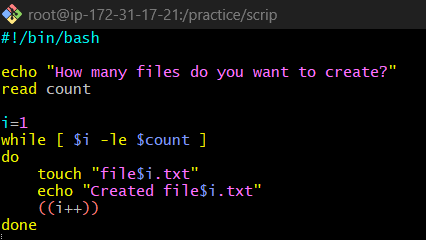 root@ip-172-31-17-21:/practice/scrip
#!/bin/bash

echo "How many files do you want to create?"
read count

i=1
while [ $i -le $count ]
do
    touch "file$i.txt"
    echo "Created file$i.txt"
    ((i++))
done